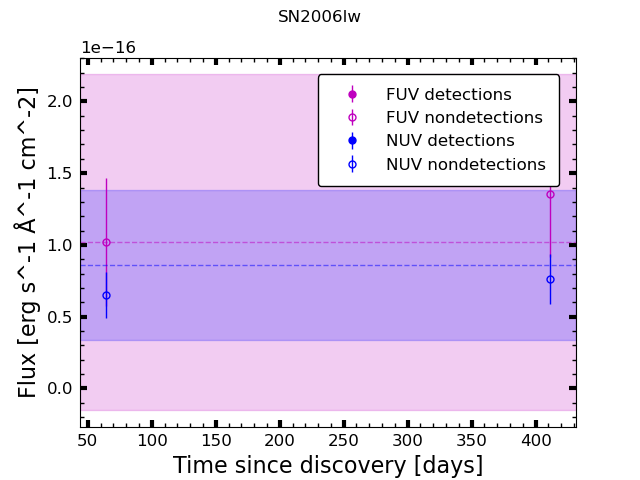 SN2006lw
1e−16
Flux [erg s^-1 Å^-1 cm^-2]
2.0
1.5
1.0
0.5
0.0
FUV detections
FUV nondetections
NUV detections
NUV nondetections
50 100 150 200 250 300 350 400
Time since discovery [days]